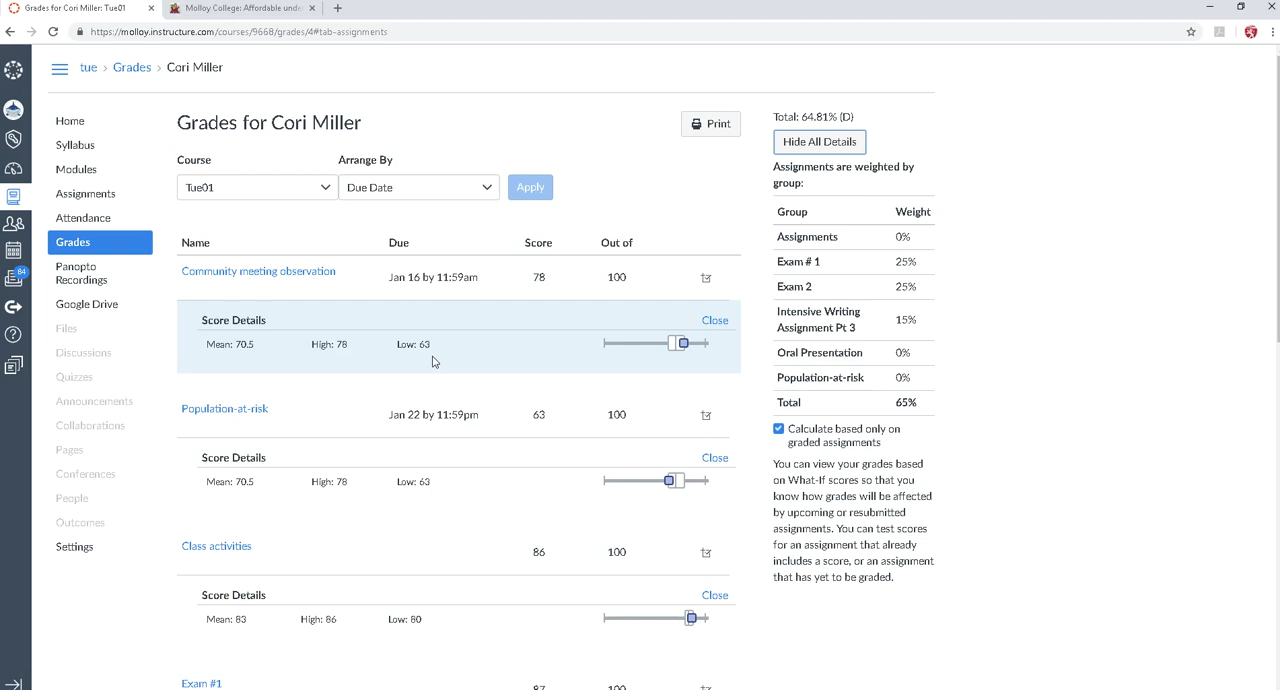 Grades for Cori Miller: Tue01
Molloy College: Affordable unde
https://molloy.instructure.com/courses/9668/grades/4#tab-assignments
tue > Grades > Cori Miller
84
Home
Syllabus
Modules
Assignments
Attendance
Grades
Panopto
Recordings
Google Drive
Files
Discussions
Quizzes
Announcements
Collaborations
Pages
Conferences
People
Outcomes
Settings
Grades for Cori Miller
Print
Course
Arrange By
Tue01
Due Date
Apply
Name Due Score Out of
Community meeting observation Jan 16 by 11:59am 78 100
Score Details Close
Mean: 70.5 High: 78 Low: 63
Population-at-risk Jan 22 by 11:59pm 63 100
Score Details Close
Mean: 70.5 High: 78 Low: 63
Class activities 86 100
Score Details Close
Mean: 83 High: 86 Low: 80
Exam #1 87 100
Total: 64.81% (D)
Hide All Details
Assignments are weighted by
group:
Group Weight
Assignments 0%
Exam # 1 25%
Exam 2 25%
Intensive Writing
Assignment Pt 3 15%
Oral Presentation 0%
Population-at-risk 0%
Total 65%
Calculate based only on
graded assignments
You can view your grades based
on What-If scores so that you
know how grades will be affected
by upcoming or resubmitted
assignments. You can test scores
for an assignment that already
includes a score, or an assignment
that has yet to be graded.